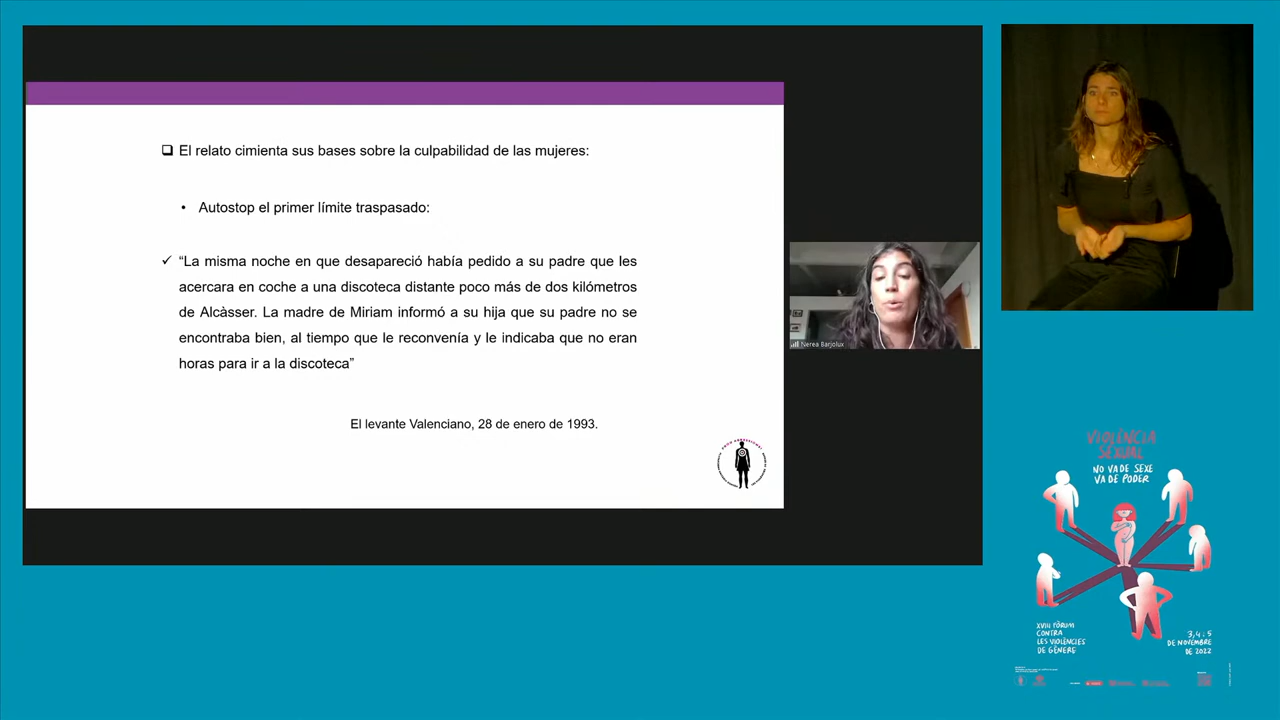 El relato cimienta sus bases sobre la culpabilidad de las mujeres:
Autostop el primer límite traspasado:
“La misma noche en que desapareció había pedido a su padre que les
acercara en coche a una discoteca distante poco más de dos kilómetros
de Alcàsser. La madre de Miriam informó a su hija que su padre no se
encontraba bien, al tiempo que le reconvenía y le indicaba que no eran
horas para ir a la discoteca”
El levante Valenciano, 28 de enero de 1993.
Nerea Barjolux
VIOLÈNCIA
SEXUAL
NO VA DE SEXE
VA DE PODER
XVIII FÒRUM
CONTRA
LES VIOLÈNCIES
DE GÈNERE
3, 4 i 5
DE NOVEMBRE
DE 2022